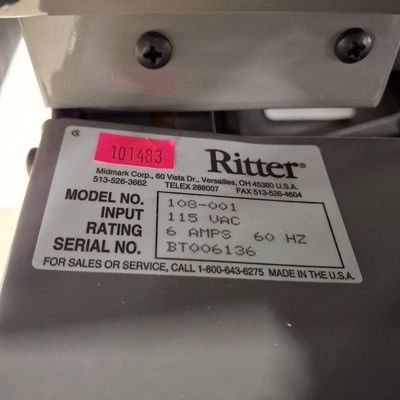 101483
Ritter®
Midmark Corp., 60 Vista Dr., Versailles, OH 45380 U.S.A.
513-526-3662 TELEX 288007 FAX 513-526-4604
MODEL NO. 108-001
INPUT 115 VAC
RATING 6 AMPS 60 HZ
SERIAL NO. BT006136
FOR SALES OR SERVICE, CALL 1-800-643-6275 MADE IN THE U.S.A.